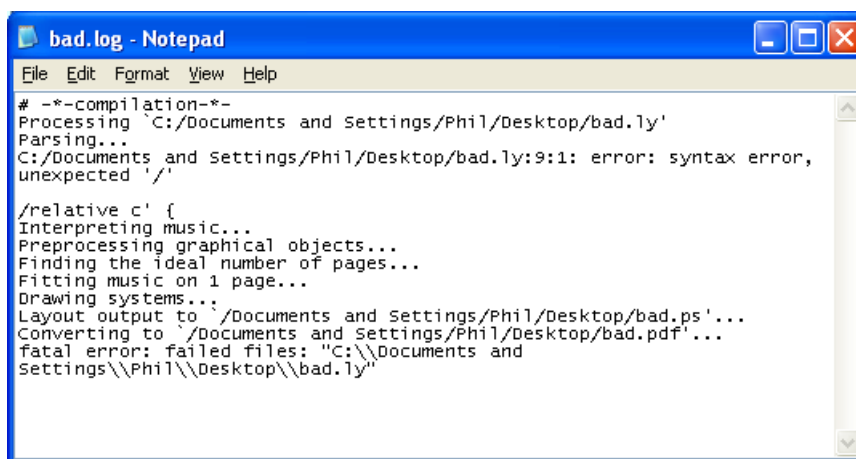 bad.log - Notepad
File Edit Format View Help
# -*-compilation-*-
Processing `C:/Documents and Settings/Phil/Desktop/bad.ly'
Parsing...
C:/Documents and Settings/Phil/Desktop/bad.ly:9:1: error: syntax error,
unexpected '/'

/relative c' {
Interpreting music...
Preprocessing graphical objects...
Finding the ideal number of pages...
Fitting music on 1 page...
Drawing systems...
Layout output to `/Documents and Settings/Phil/Desktop/bad.ps'...
Converting to `/Documents and Settings/Phil/Desktop/bad.pdf'...
fatal error: failed files: "C:\\Documents and
Settings\\Phil\\Desktop\\bad.ly"